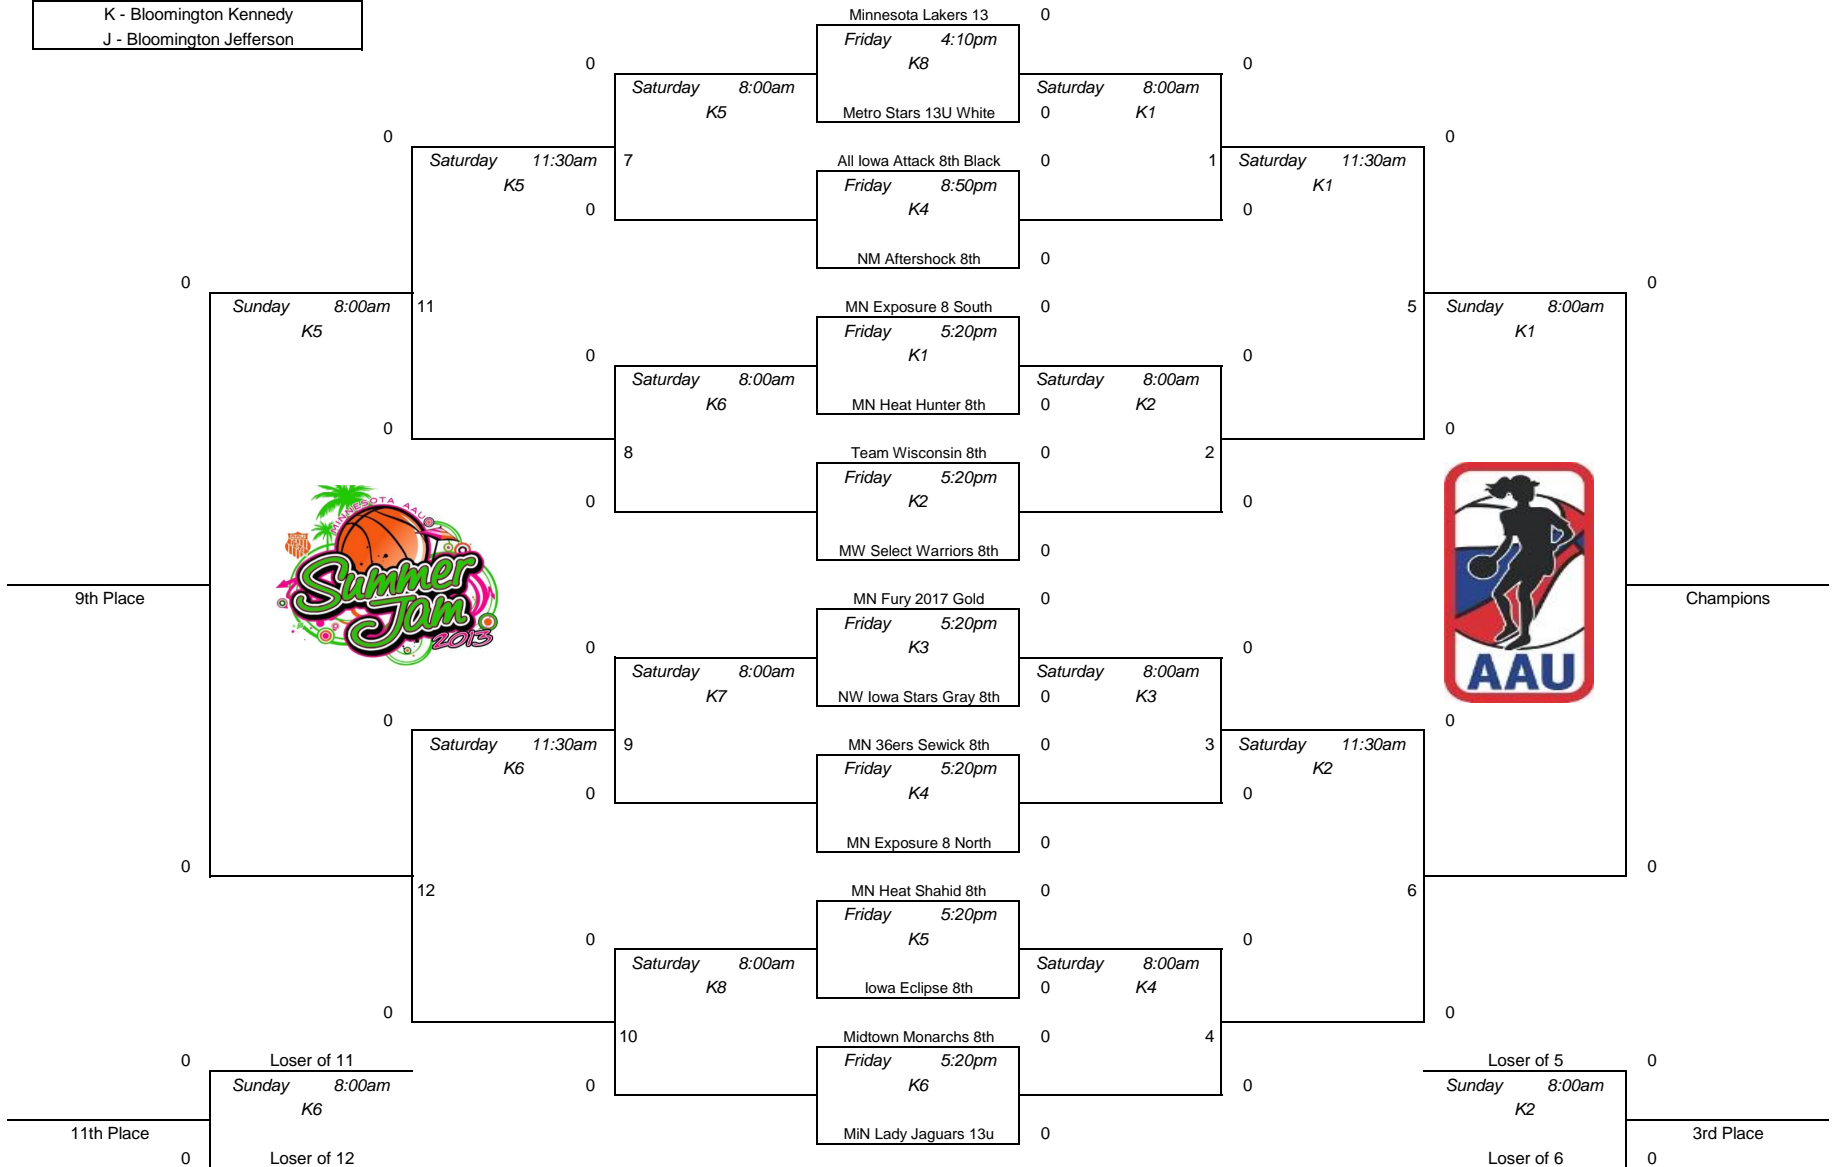 K - Bloomington Kennedy
J - Bloomington Jefferson
Minnesota Lakers 13 0
Friday 4:10pm
0 K8 0
Saturday 8:00am Saturday 8:00am
K5 Metro Stars 13U White 0 K1
0 0
Saturday 11:30am 7 All Iowa Attack 8th Black 0 1 Saturday 11:30am
K5 Friday 8:50pm K1
0 K4 0
NM Aftershock 8th 0
0 0
Sunday 8:00am 11 MN Exposure 8 South 0 5 Sunday 8:00am
K5 Friday 5:20pm K1
0 K1 0
Saturday 8:00am Saturday 8:00am
K6 MN Heat Hunter 8th 0 K2
0 0
8 Team Wisconsin 8th 0 2
Friday 5:20pm
0 K2 0
MINNESOTA AAU
MW Select Warriors 8th 0
Summer
Jam
2013
9th Place MN Fury 2017 Gold 0 Champions
Friday 5:20pm
0 K3 0
Saturday 8:00am Saturday 8:00am
AAU
K7 NW Iowa Stars Gray 8th 0 K3
0 0
Saturday 11:30am 9 MN 36ers Sewick 8th 0 3 Saturday 11:30am
K6 Friday 5:20pm K2
0 K4 0
MN Exposure 8 North 0
0 0
12 MN Heat Shahid 8th 0 6
Friday 5:20pm
0 K5 0
Saturday 8:00am Saturday 8:00am
K8 Iowa Eclipse 8th 0 K4
0 0
10 Midtown Monarchs 8th 0 4
0 Loser of 11 Friday 5:20pm Loser of 5 0
Sunday 8:00am 0 K6 0 Sunday 8:00am
K6 K2
11th Place MiN Lady Jaguars 13u 0 3rd Place
0 Loser of 12 Loser of 6 0